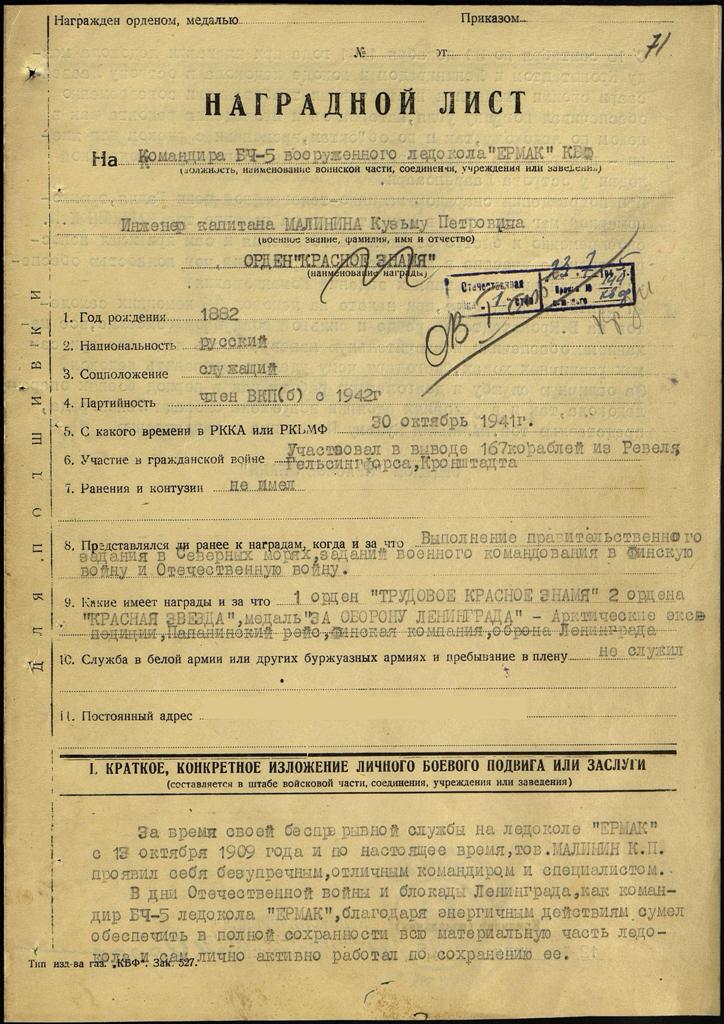 Награжден орденом, медалью
Приказом
№ от
71
НАГРАДНОЙ ЛИСТ
На Командира БЧ-5 вооруженного ледокола "ЕРМАК" КБФ
(должность, наименование воинской части, соединения, учреждения или заведения)
Инженер капитана МАЛИНИНА Кузьму Петровича
(военное звание, фамилия, имя и отчество)
ОРДЕН "КРАСНОЕ ЗНАМЯ"
(наименование награды)
Отечественная
ОВ I
1. Год рождения 1882
2. Национальность русский
3. Соцположение служащий
4. Партийность член ВКП(б) с 1942г
5. С какого времени в РККА или РКВМФ 30 октябрь 1941г.
6. Участие в гражданской войне Участвовал в выводе 167кораблей из Ревеля,
Гельсингфорса,Кронштадта
7. Ранения и контузии не имел
8. Представлялся ли ранее к наградам, когда и за что Выполнение правительственного
задания в Северных морях,заданий военного командования в Финскую
войну и Отечественную войну.
9. Какие имеет награды и за что 1 орден "ТРУДОВОЕ КРАСНОЕ ЗНАМЯ" 2 ордена
"КРАСНАЯ ЗВЕЗДА",медаль"ЗА ОБОРОНУ ЛЕНИНГРАДА" - Арктические экс
педиции,Папанинский рейс,Финская компания,оборона Ленинграда
10. Служба в белой армии или других буржуазных армиях и пребывание в плену не служил
11. Постоянный адрес
ДЛЯ ПОДШИВКИ
I. КРАТКОЕ, КОНКРЕТНОЕ ИЗЛОЖЕНИЕ ЛИЧНОГО БОЕВОГО ПОДВИГА ИЛИ ЗАСЛУГИ
(составляется в штабе войсковой части, соединения, учреждения или заведения)
За время своей беспрерывной службы на ледоколе "ЕРМАК"
с 13 октября 1909 года и по настоящее время,тов.МАЛИНИН К.П.
проявил себя безупречным,отличным командиром и специалистом.
В дни Отечественной войны и блокады Ленинграда,как коман-
дир БЧ-5 ледокола "ЕРМАК",благодаря энергичным действиям сумел
обеспечить в полной сохранности всю материальную часть ледо-
кола и сам лично активно работал по сохранению ее.
Тип изд-ва газ. „КБФ". Зак. 527.